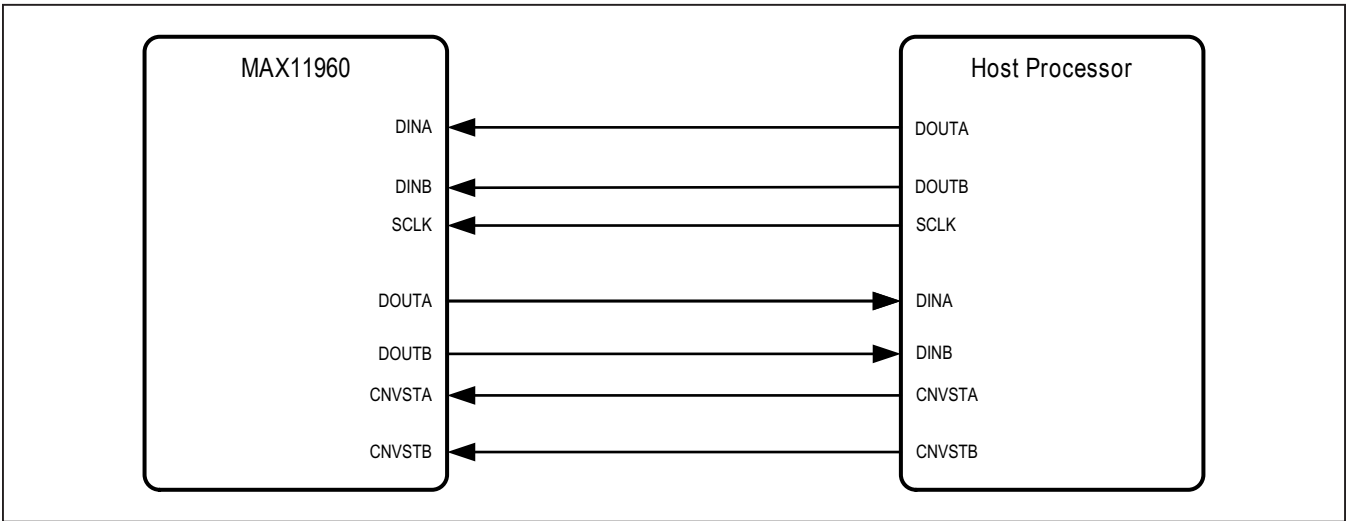 MAX11960
Host Processor
DINA
DOUTA
DINB
DOUTB
SCLK
SCLK
DOUTA
DINA
DOUTB
DINB
CNVSTA
CNVSTA
CNVSTB
CNVSTB